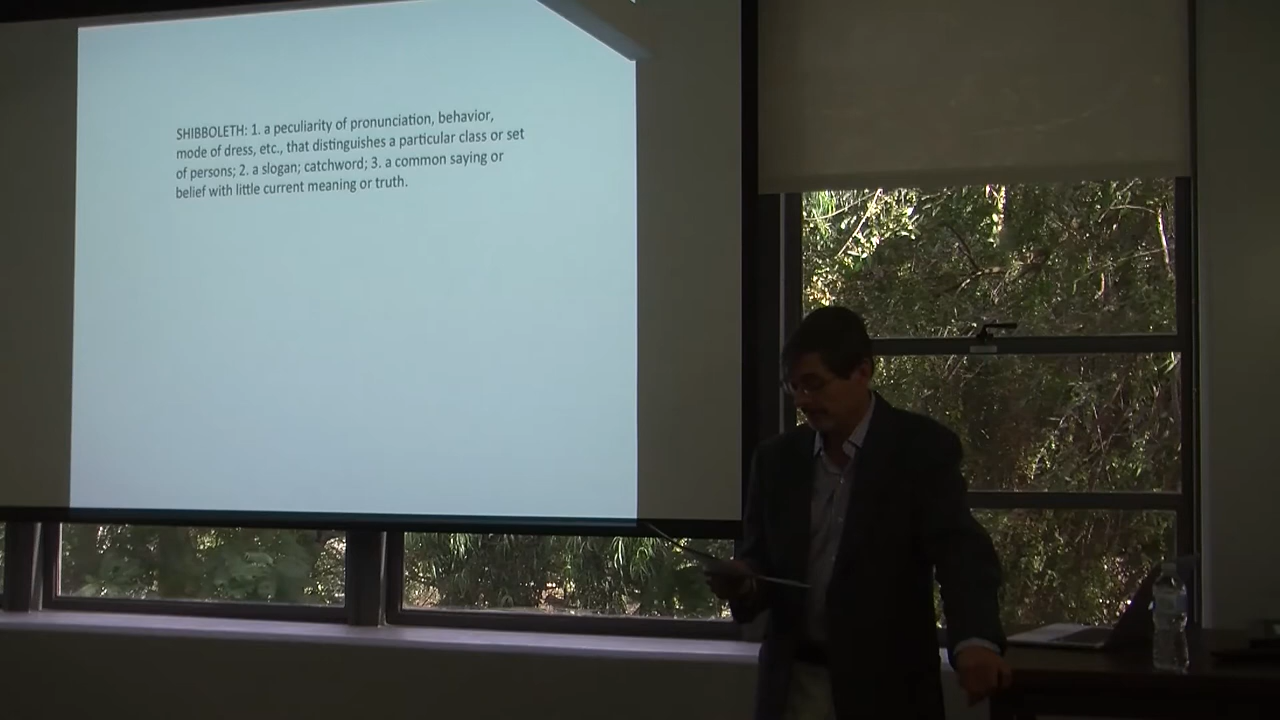 SHIBBOLETH: 1. a peculiarity of pronunciation, behavior,
mode of dress, etc., that distinguishes a particular class or set
of persons; 2. a slogan; catchword; 3. a common saying or
belief with little current meaning or truth.